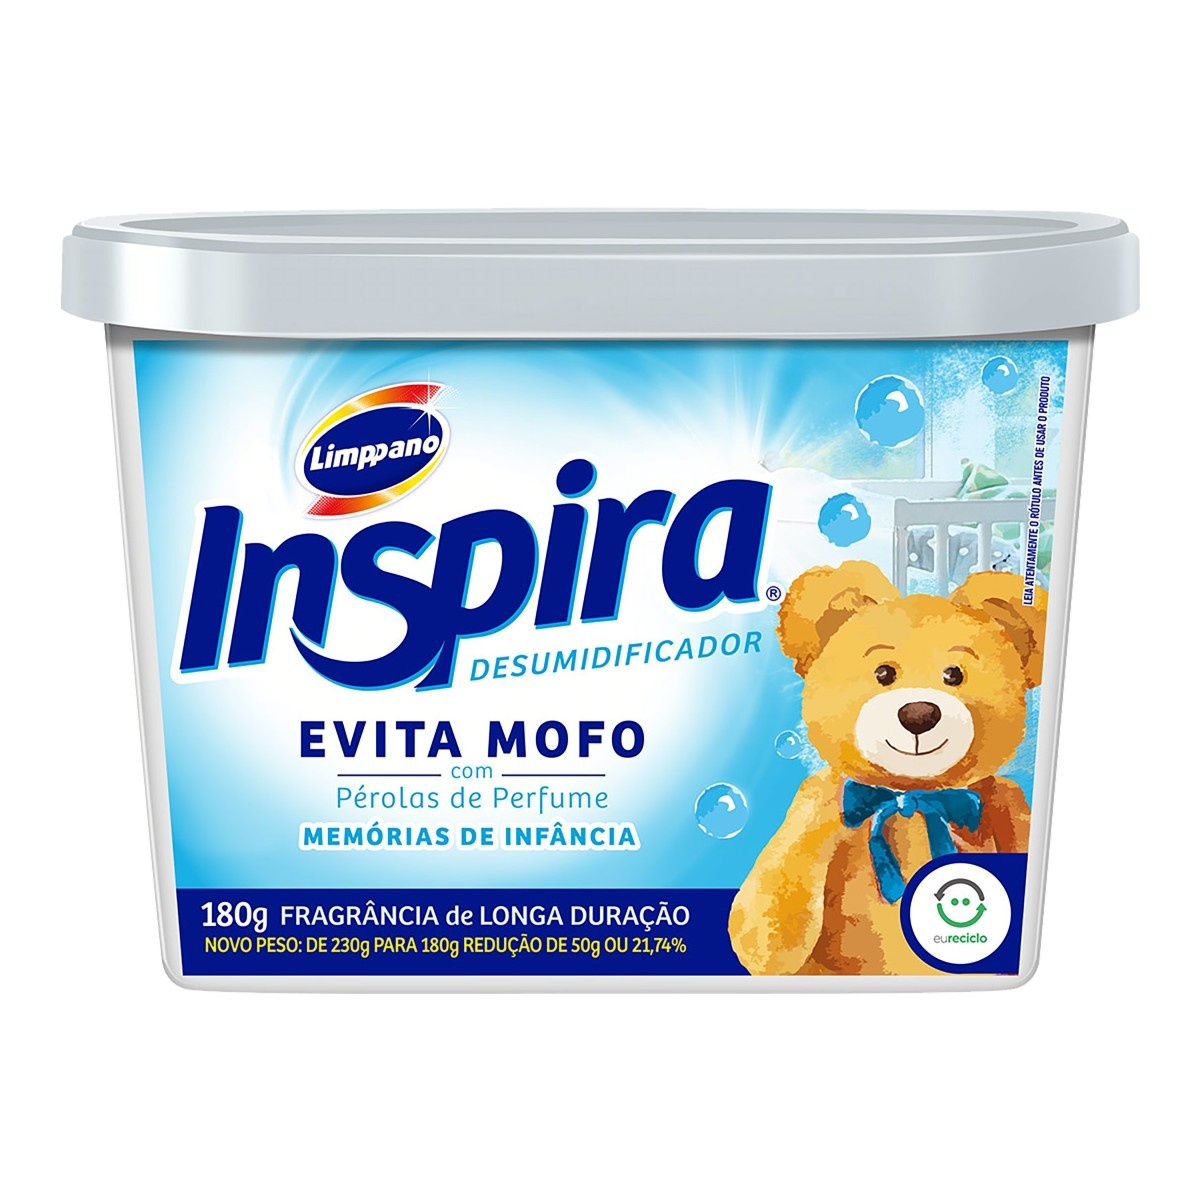 Limppano
Inspira®
DESUMIDIFICADOR
EVITA MOFO
com
Pérolas de Perfume
MEMÓRIAS DE INFÂNCIA
180g FRAGRÂNCIA de LONGA DURAÇÃO
NOVO PESO: DE 230g PARA 180g REDUÇÃO DE 50g OU 21,74%
LEIA ATENTAMENTE O RÓTULO ANTES DE USAR O PRODUTO
eureciclo